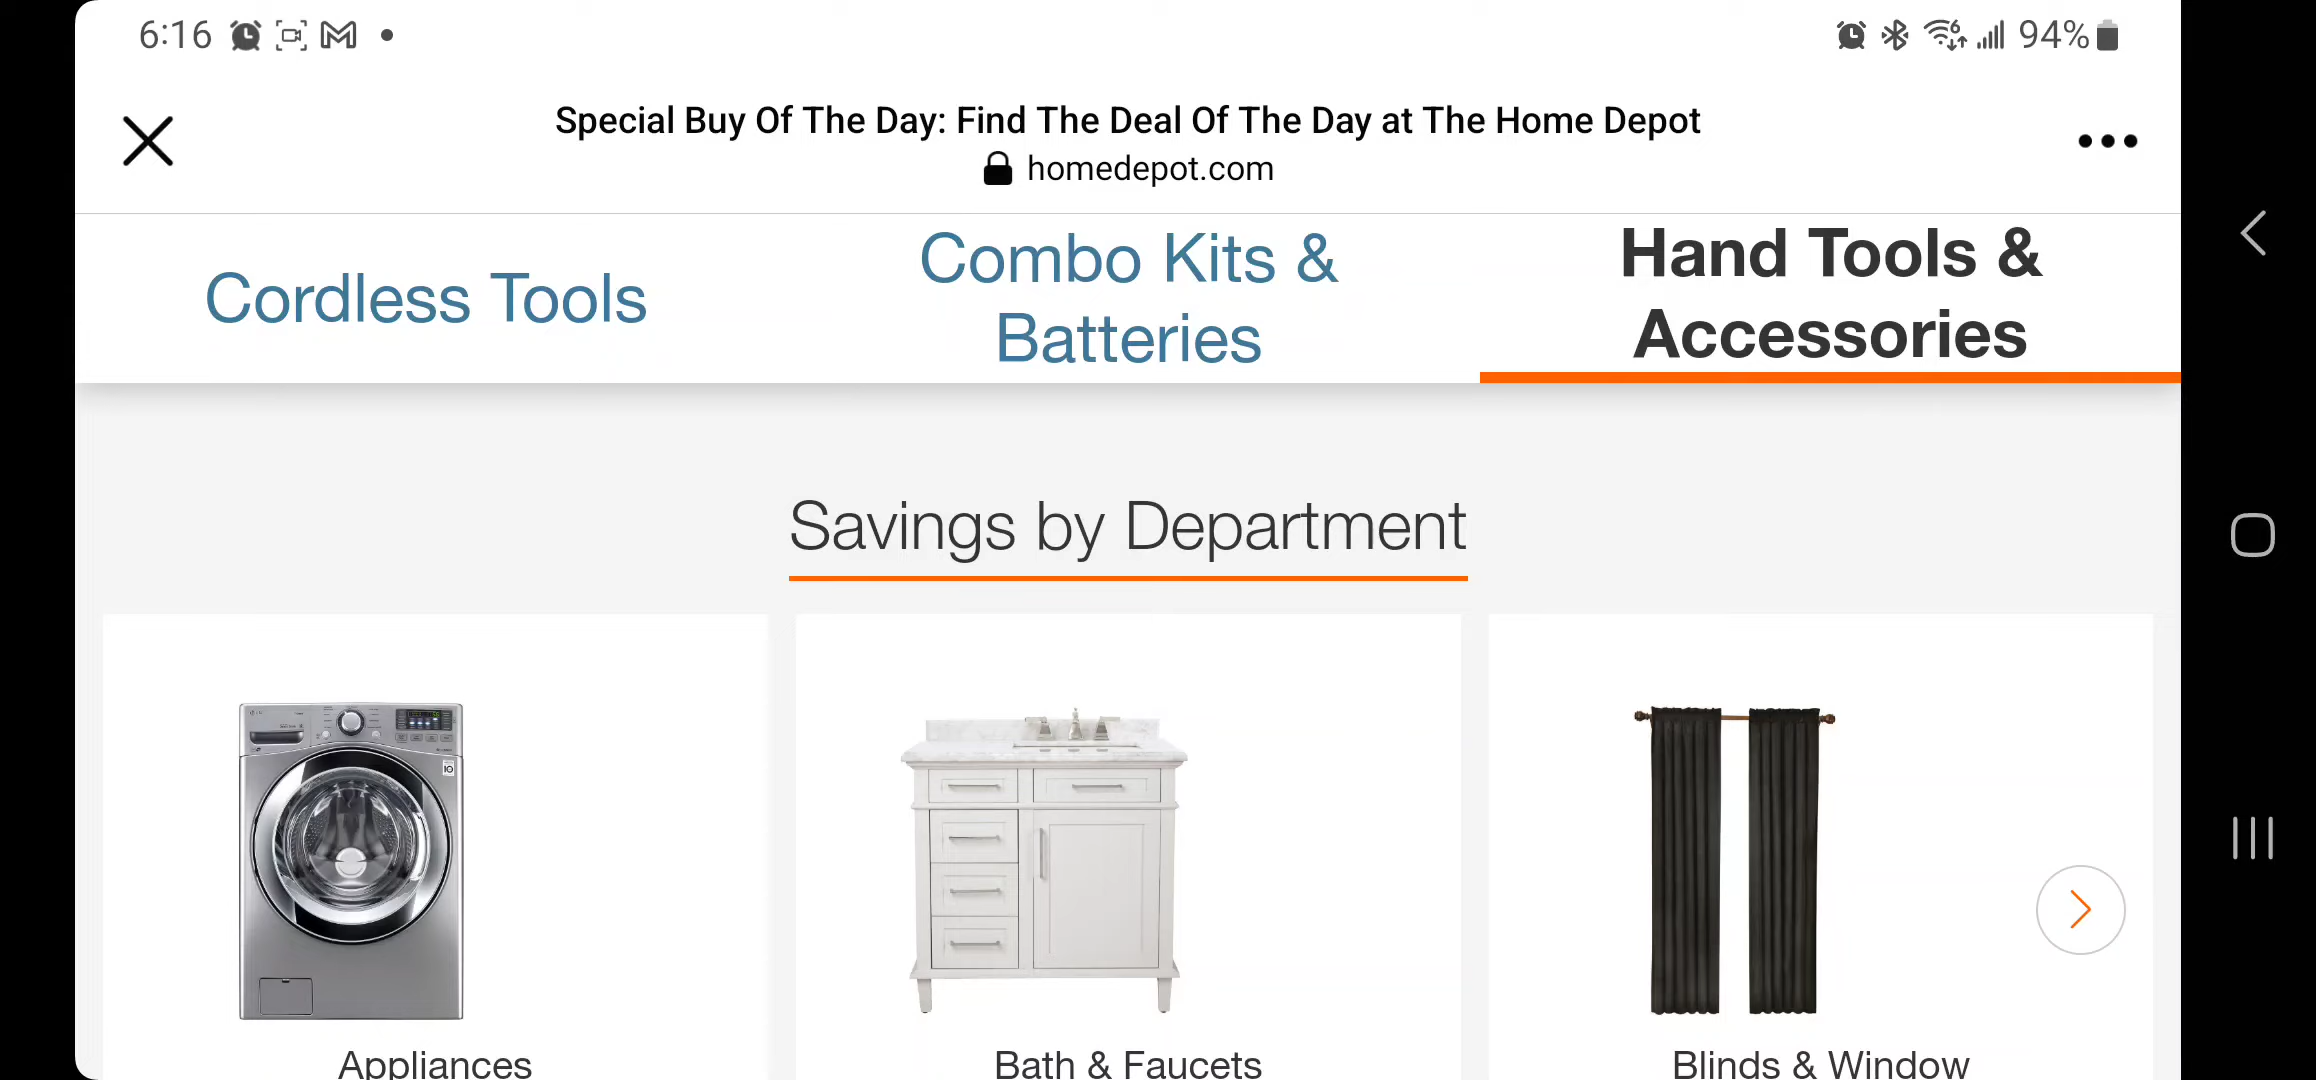 6:16
94%
Special Buy Of The Day: Find The Deal Of The Day at The Home Depot
homedepot.com
Cordless Tools
Combo Kits &
Batteries
Hand Tools &
Accessories
Savings by Department
Appliances
Bath & Faucets
Blinds & Window